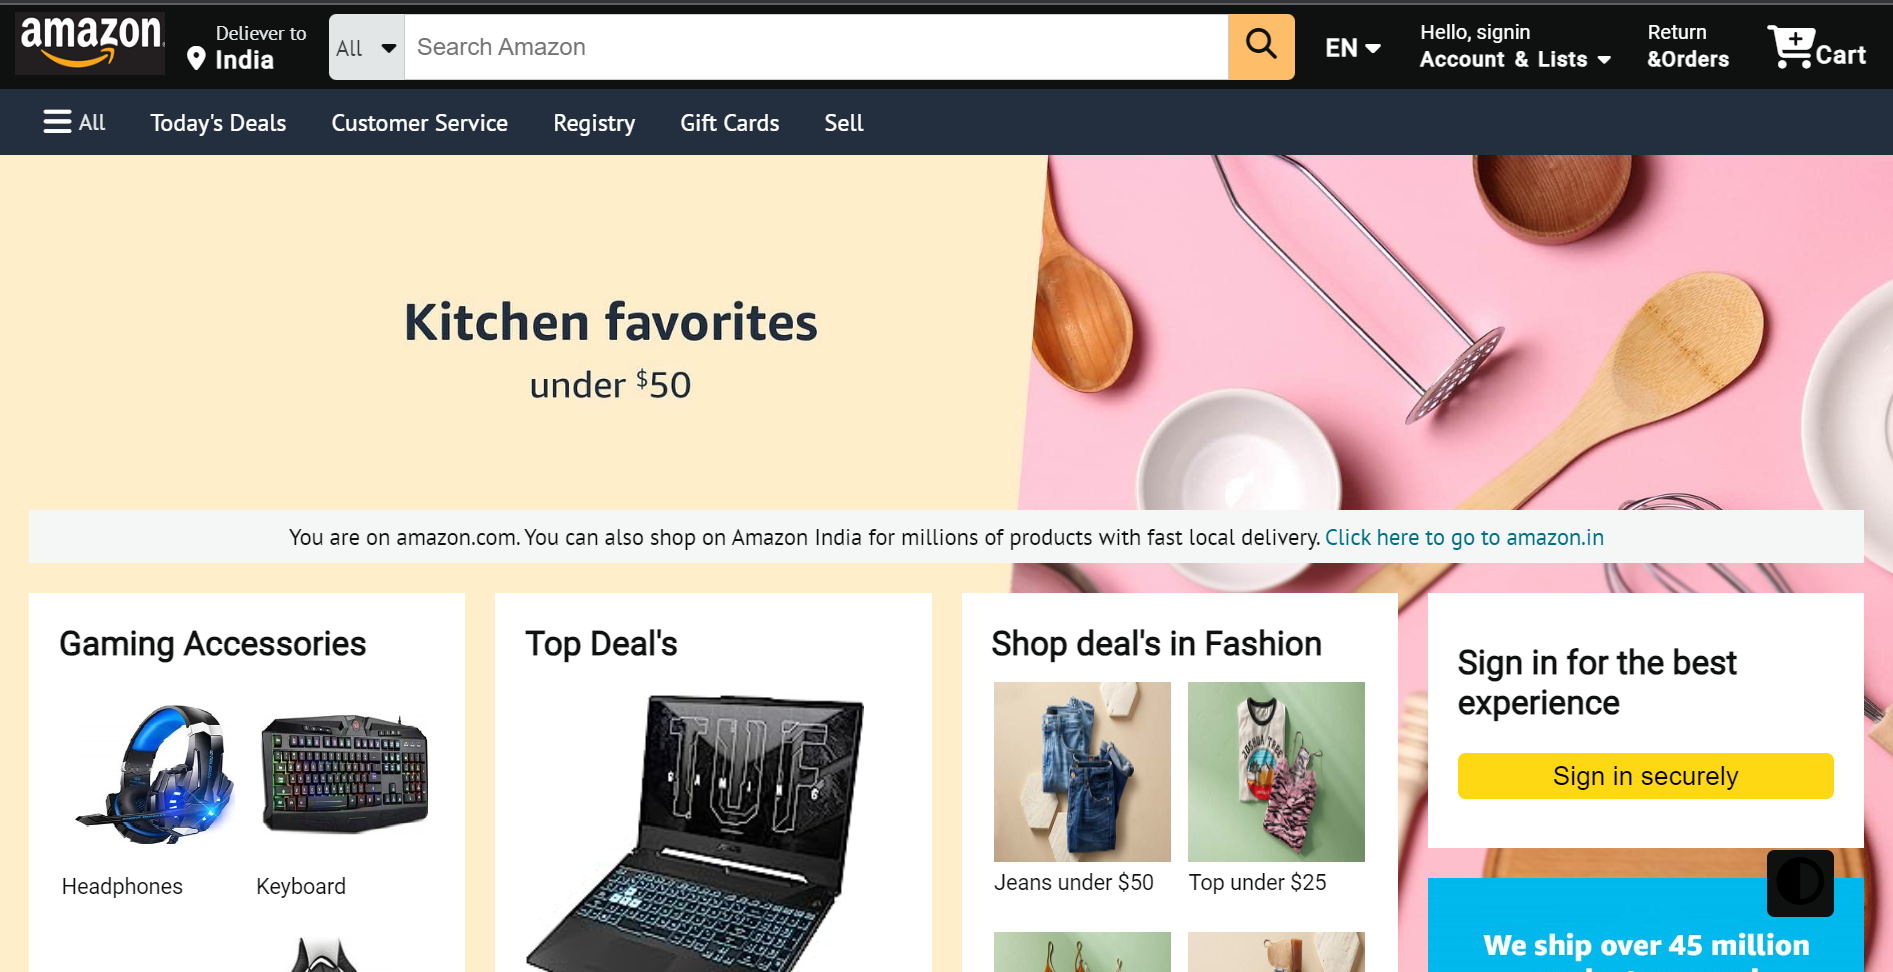 amazon
Deliever to
India
All
Search Amazon
EN
Hello, signin
Account & Lists
Return
&Orders
Cart
All
Today's Deals
Customer Service
Registry
Gift Cards
Sell
Kitchen favorites
under $50
You are on amazon.com. You can also shop on Amazon India for millions of products with fast local delivery. Click here to go to amazon.in
Gaming Accessories
Headphones
Keyboard
Top Deal's
TUF
GAMING
Shop deal's in Fashion
JOSHUA TREE
Jeans under $50
Top under $25
Sign in for the best
experience
Sign in securely
We ship over 45 million